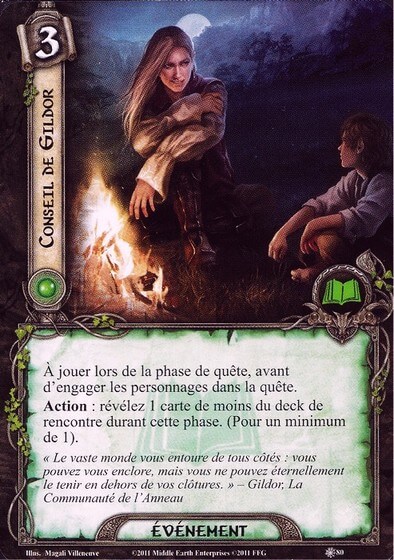 3
CONSEIL DE GILDOR
À jouer lors de la phase de quête, avant
d'engager les personnages dans la quête.
Action : révélez 1 carte de moins du deck de
rencontre durant cette phase. (Pour un minimum
de 1).
« Le vaste monde vous entoure de tous côtés : vous
pouvez vous enclore, mais vous ne pouvez éternellement
le tenir en dehors de vos clôtures. » – Gildor, La
Communauté de l'Anneau
ÉVÉNEMENT
Illus. Magali Villeneuve
©2011 Middle Earth Enterprises ©2011 FFG
80